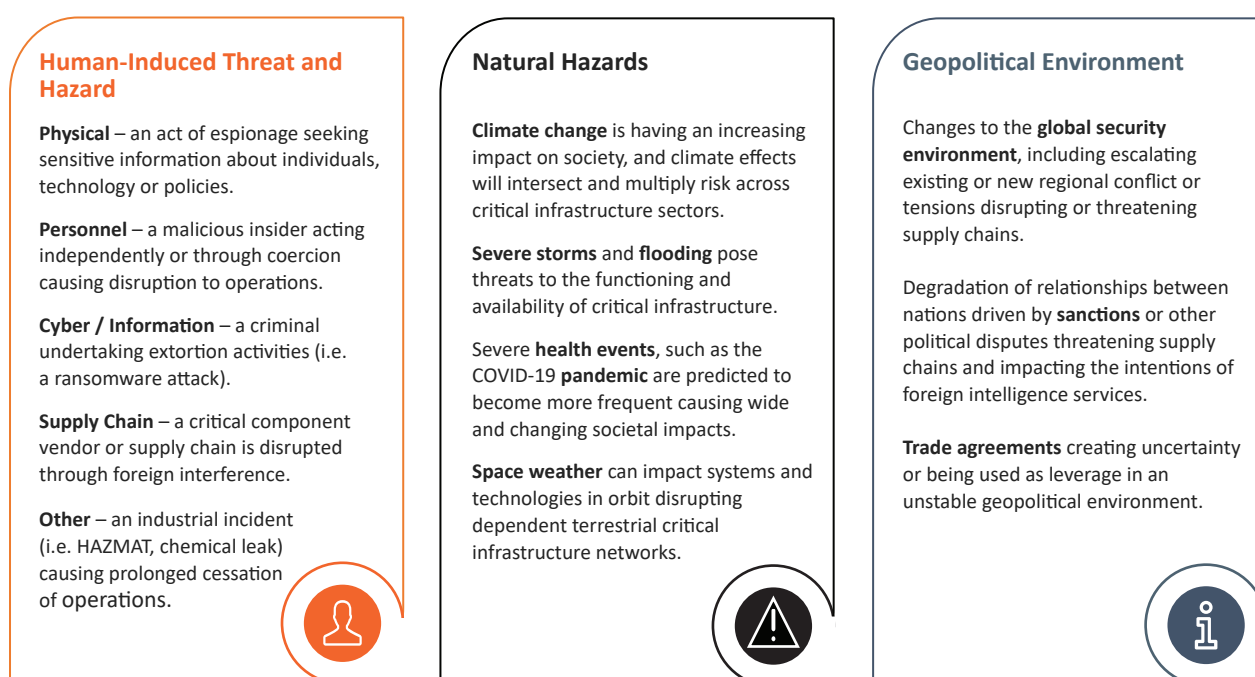 Human-Induced Threat and
Hazard
Physical – an act of espionage seeking
sensitive information about individuals,
technology or policies.
Personnel – a malicious insider acting
independently or through coercion
causing disruption to operations.
Cyber / Information – a criminal
undertaking extortion activities (i.e.
a ransomware attack).
Supply Chain – a critical component
vendor or supply chain is disrupted
through foreign interference.
Other – an industrial incident
(i.e. HAZMAT, chemical leak)
causing prolonged cessation
of operations.
Natural Hazards
Climate change is having an increasing
impact on society, and climate effects
will intersect and multiply risk across
critical infrastructure sectors.
Severe storms and flooding pose
threats to the functioning and
availability of critical infrastructure.
Severe health events, such as the
COVID-19 pandemic are predicted to
become more frequent causing wide
and changing societal impacts.
Space weather can impact systems and
technologies in orbit disrupting
dependent terrestrial critical
infrastructure networks.
Geopolitical Environment
Changes to the global security
environment, including escalating
existing or new regional conflict or
tensions disrupting or threatening
supply chains.
Degradation of relationships between
nations driven by sanctions or other
political disputes threatening supply
chains and impacting the intentions of
foreign intelligence services.
Trade agreements creating uncertainty
or being used as leverage in an
unstable geopolitical environment.